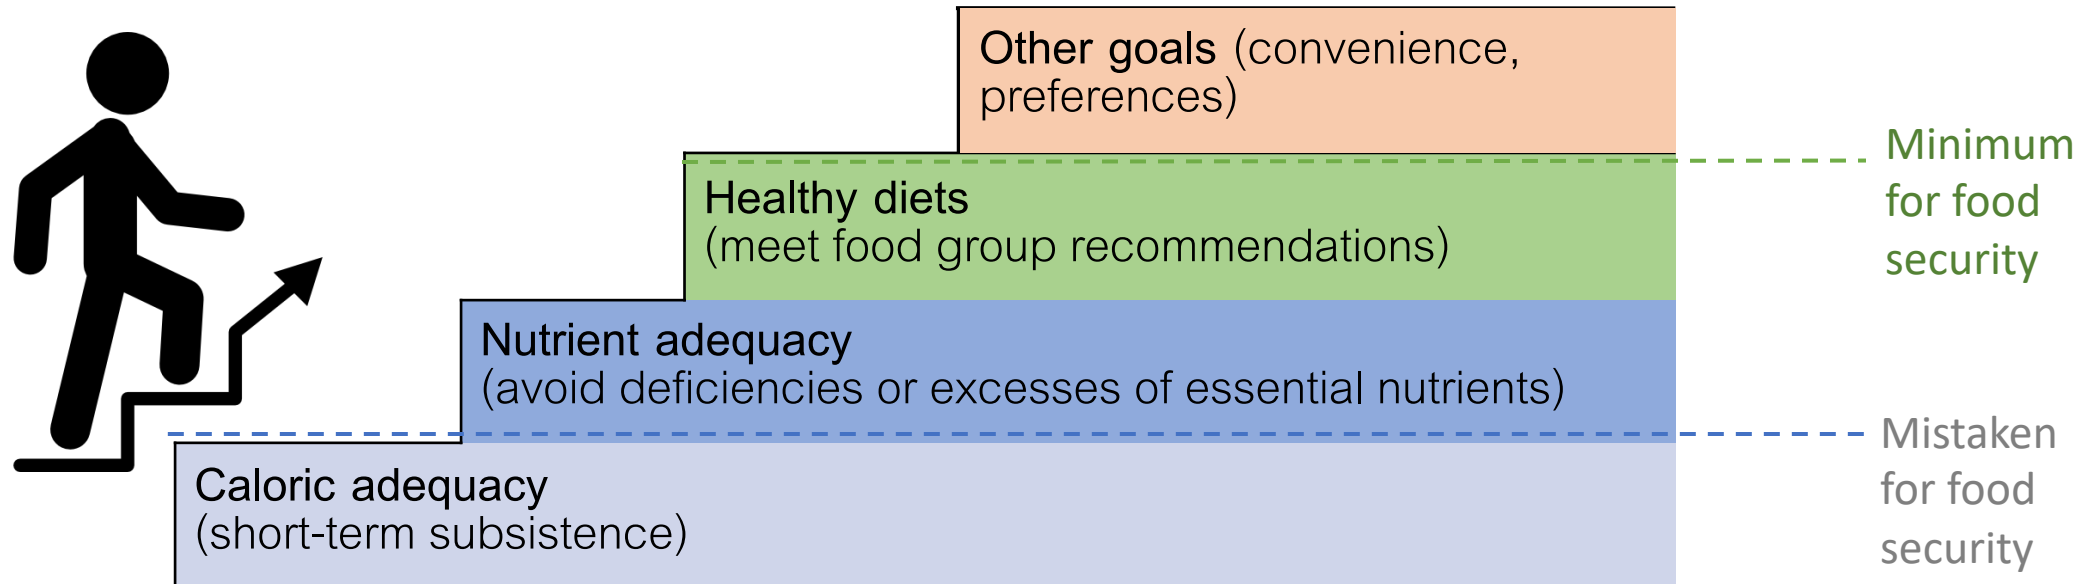 Other goals (convenience,
preferences)
Minimum
for food
security
Healthy diets
(meet food group recommendations)
Nutrient adequacy
(avoid deficiencies or excesses of essential nutrients)
Mistaken
for food
security
Caloric adequacy
(short-term subsistence)